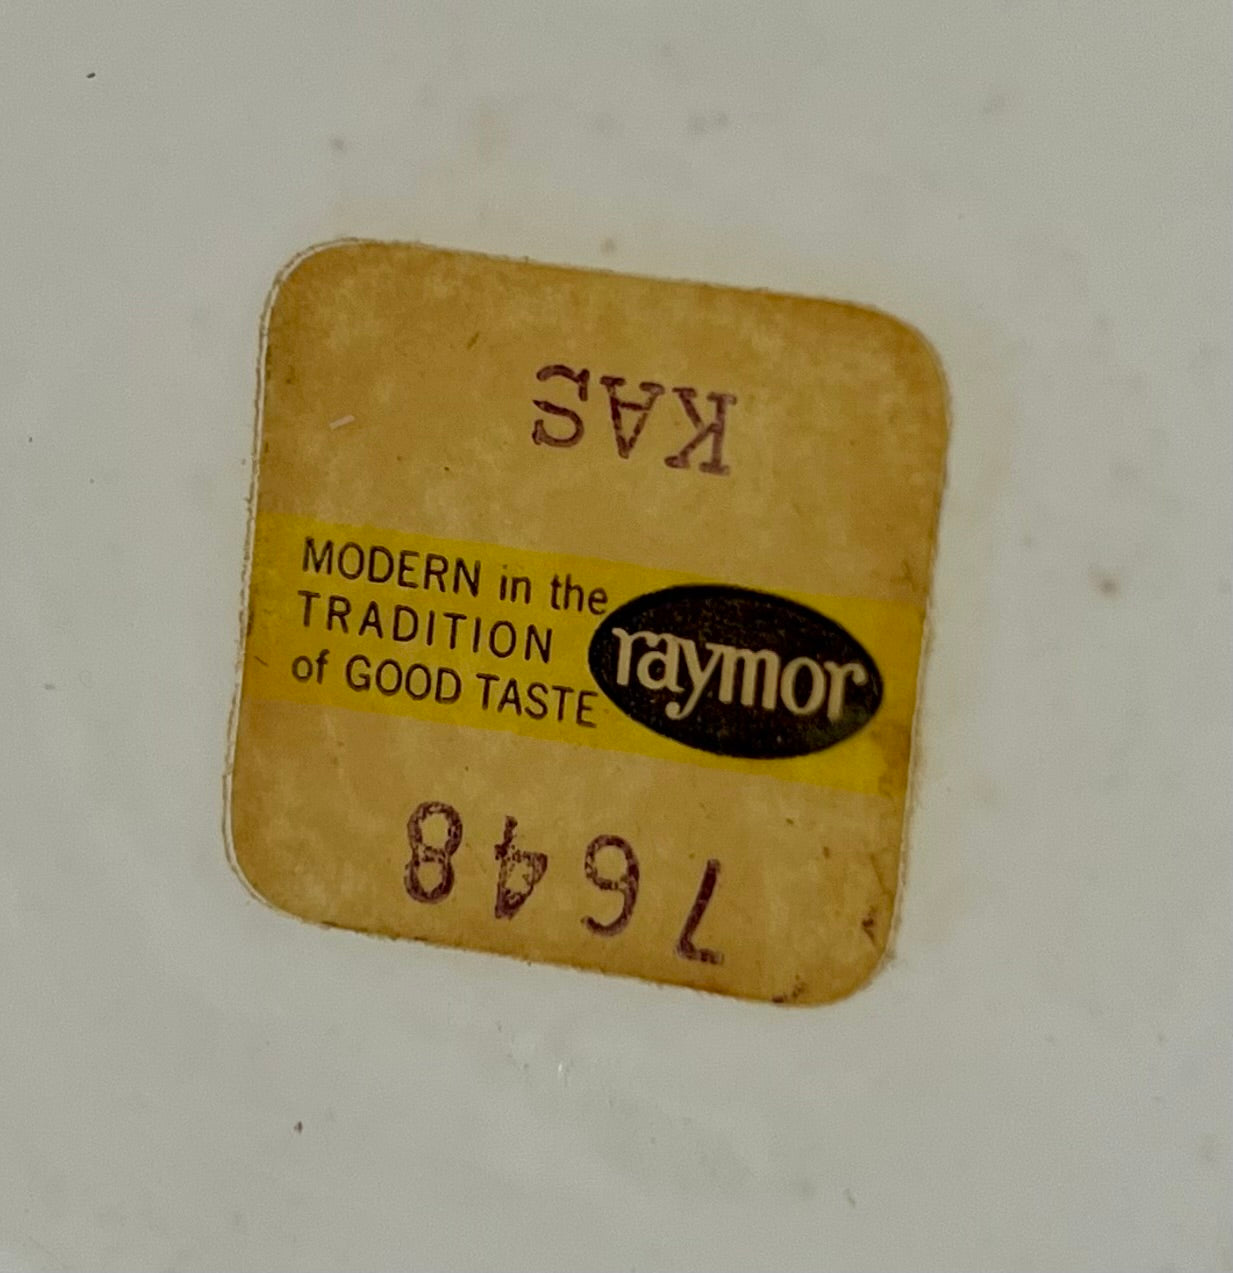 KAS
MODERN in the
TRADITION
of GOOD TASTE
raymor
7648